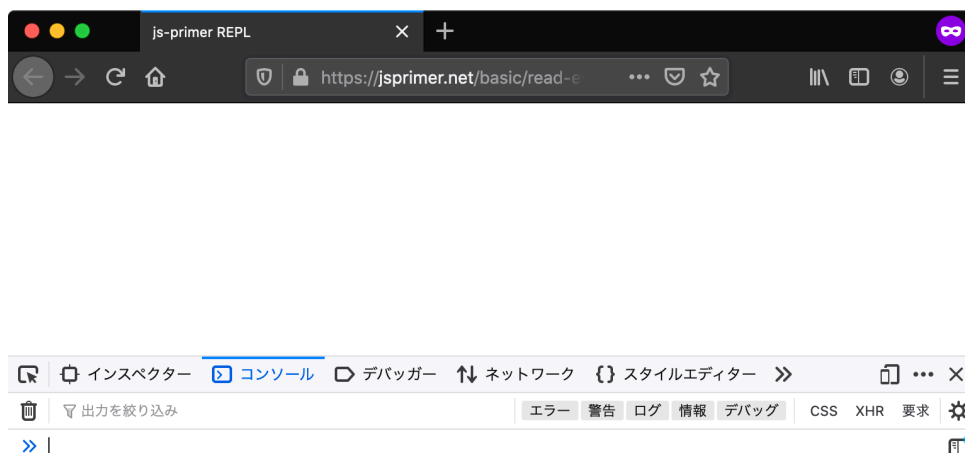 js-primer REPL
https://jsprimer.net/basic/read-e
インスペクター コンソール デバッガー ネットワーク スタイルエディター
出力を絞り込み エラー 警告 ログ 情報 デバッグ CSS XHR 要求